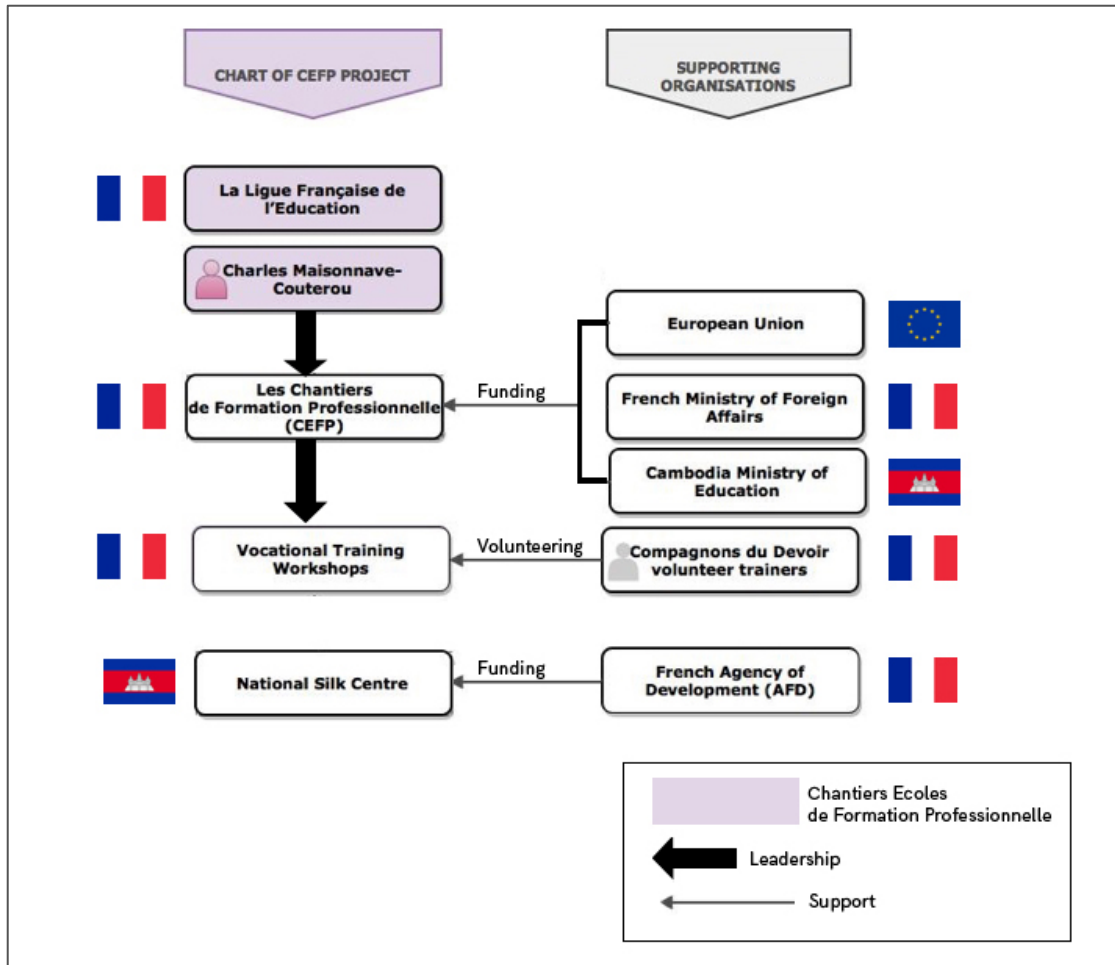 CHART OF CEFP PROJECT
SUPPORTING
ORGANISATIONS
La Ligue Française de
l'Education
Charles Maisonnave-
Couterou
European Union
Les Chantiers
de Formation Professionnelle
(CEFP)
Funding
French Ministry of Foreign
Affairs
Cambodia Ministry of
Education
Vocational Training
Workshops
Volunteering
Compagnons du Devoir
volunteer trainers
National Silk Centre
Funding
French Agency of
Development (AFD)
Chantiers Ecoles
de Formation Professionnelle
Leadership
Support